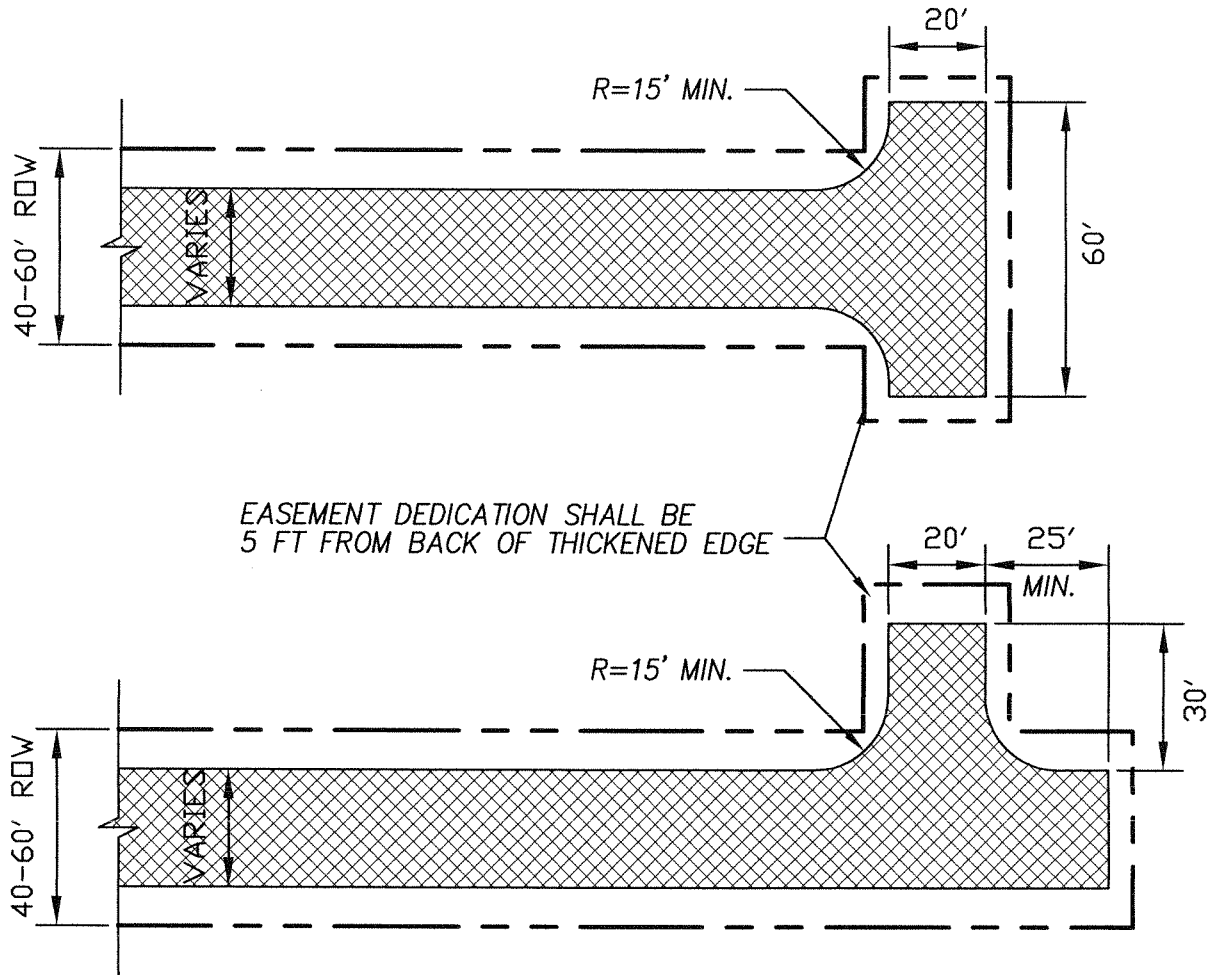 20'
R=15' MIN.
40-60' ROW
VARIES
60'
EASEMENT DEDICATION SHALL BE
5 FT FROM BACK OF THICKENED EDGE
20'
25'
MIN.
R=15' MIN.
30'
40-60' ROW
VARIES